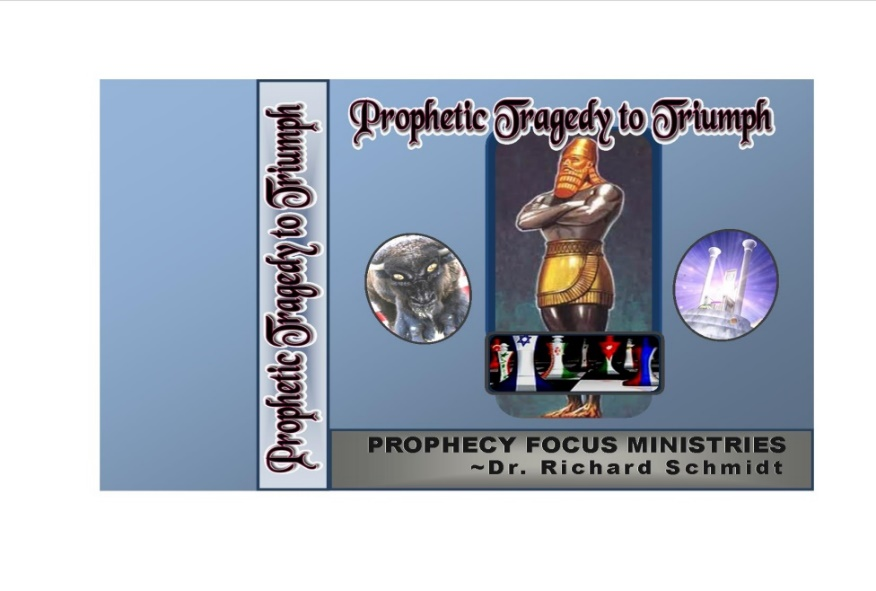 Prophetic Tragedy to Triumph
Prophetic Tragedy to Triumph
PROPHECY FOCUS MINISTRIES
~Dr. Richard Schmidt